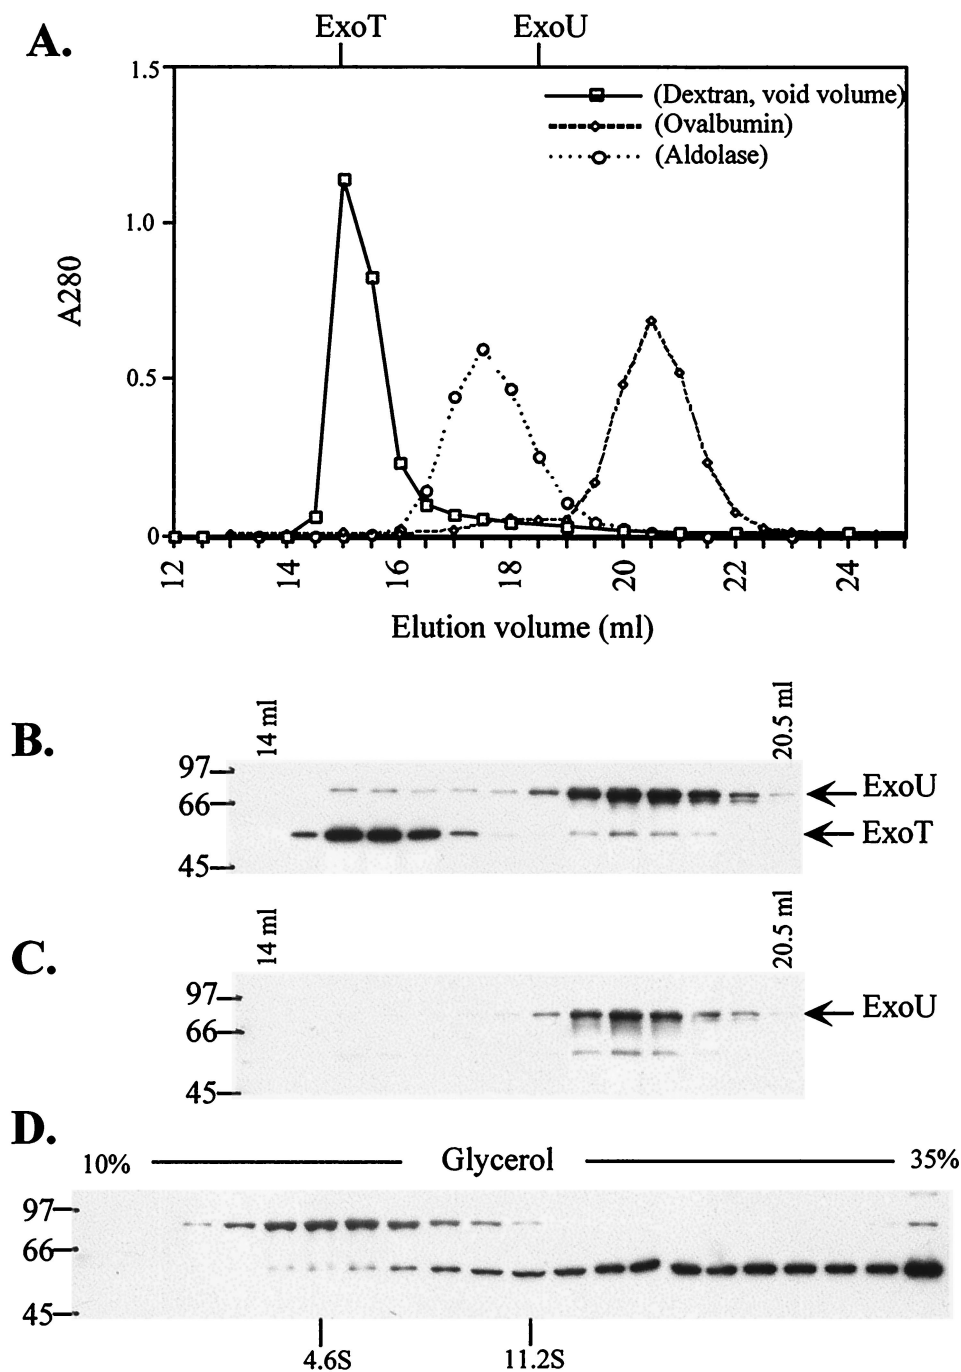 A.
ExoT ExoU
1.5
(Dextran, void volume)
(Ovalbumin)
(Aldolase)
1.0
A280
0.5
0
12 14 16 18 20 22 24
Elution volume (ml)
B.
14 ml 20.5 ml
97
66
45
ExoU
ExoT
C.
14 ml 20.5 ml
97
66
45
ExoU
D.
10% Glycerol 35%
97
66
45
4.6S 11.2S